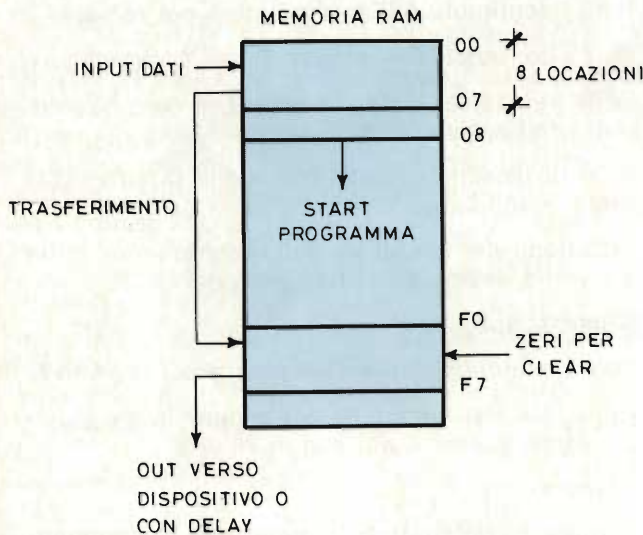 MEMORIA RAM
00
INPUT DATI
8 LOCAZIONI
07
08
TRASFERIMENTO
START
PROGRAMMA
F0
ZERI PER
CLEAR
F7
OUT VERSO
DISPOSITIVO O
CON DELAY